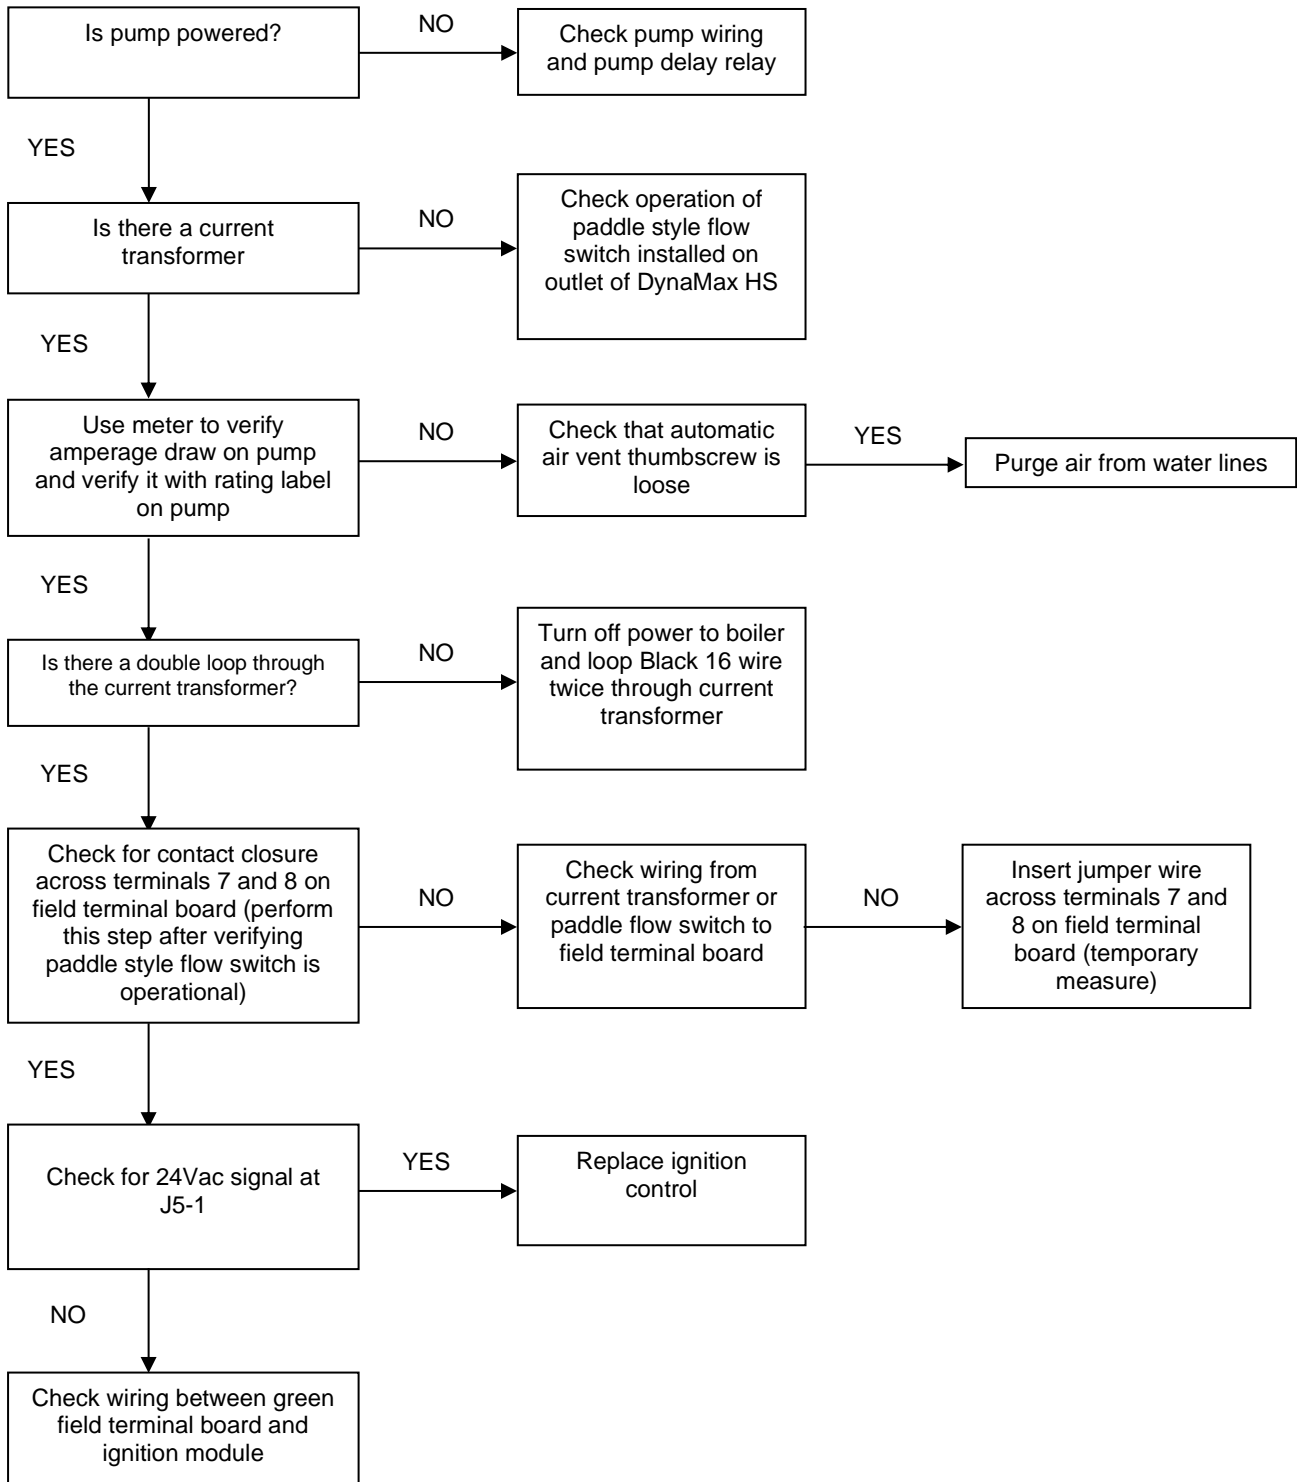 Is pump powered?
NO
Check pump wiring
and pump delay relay
YES
Is there a current
transformer
NO
Check operation of
paddle style flow
switch installed on
outlet of DynaMax HS
YES
Use meter to verify
amperage draw on pump
and verify it with rating label
on pump
NO
Check that automatic
air vent thumbscrew is
loose
YES
Purge air from water lines
YES
Is there a double loop through
the current transformer?
NO
Turn off power to boiler
and loop Black 16 wire
twice through current
transformer
YES
Check for contact closure
across terminals 7 and 8 on
field terminal board (perform
this step after verifying
paddle style flow switch is
operational)
NO
Check wiring from
current transformer or
paddle flow switch to
field terminal board
NO
Insert jumper wire
across terminals 7 and
8 on field terminal
board (temporary
measure)
YES
Check for 24Vac signal at
J5-1
YES
Replace ignition
control
NO
Check wiring between green
field terminal board and
ignition module